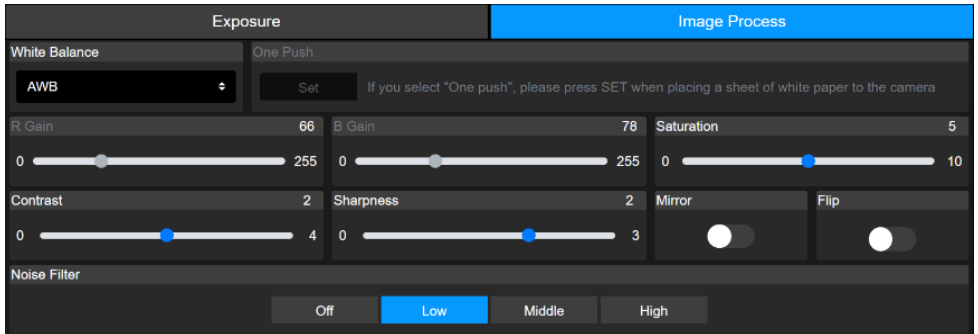 Exposure
Image Process
White Balance
One Push
AWB
Set
If you select "One push", please press SET when placing a sheet of white paper to the camera
R Gain 66
B Gain 78
Saturation 5
0 255
0 255
0 10
Contrast 2
Sharpness 2
Mirror
Flip
0 4
0 3
Noise Filter
Off
Low
Middle
High